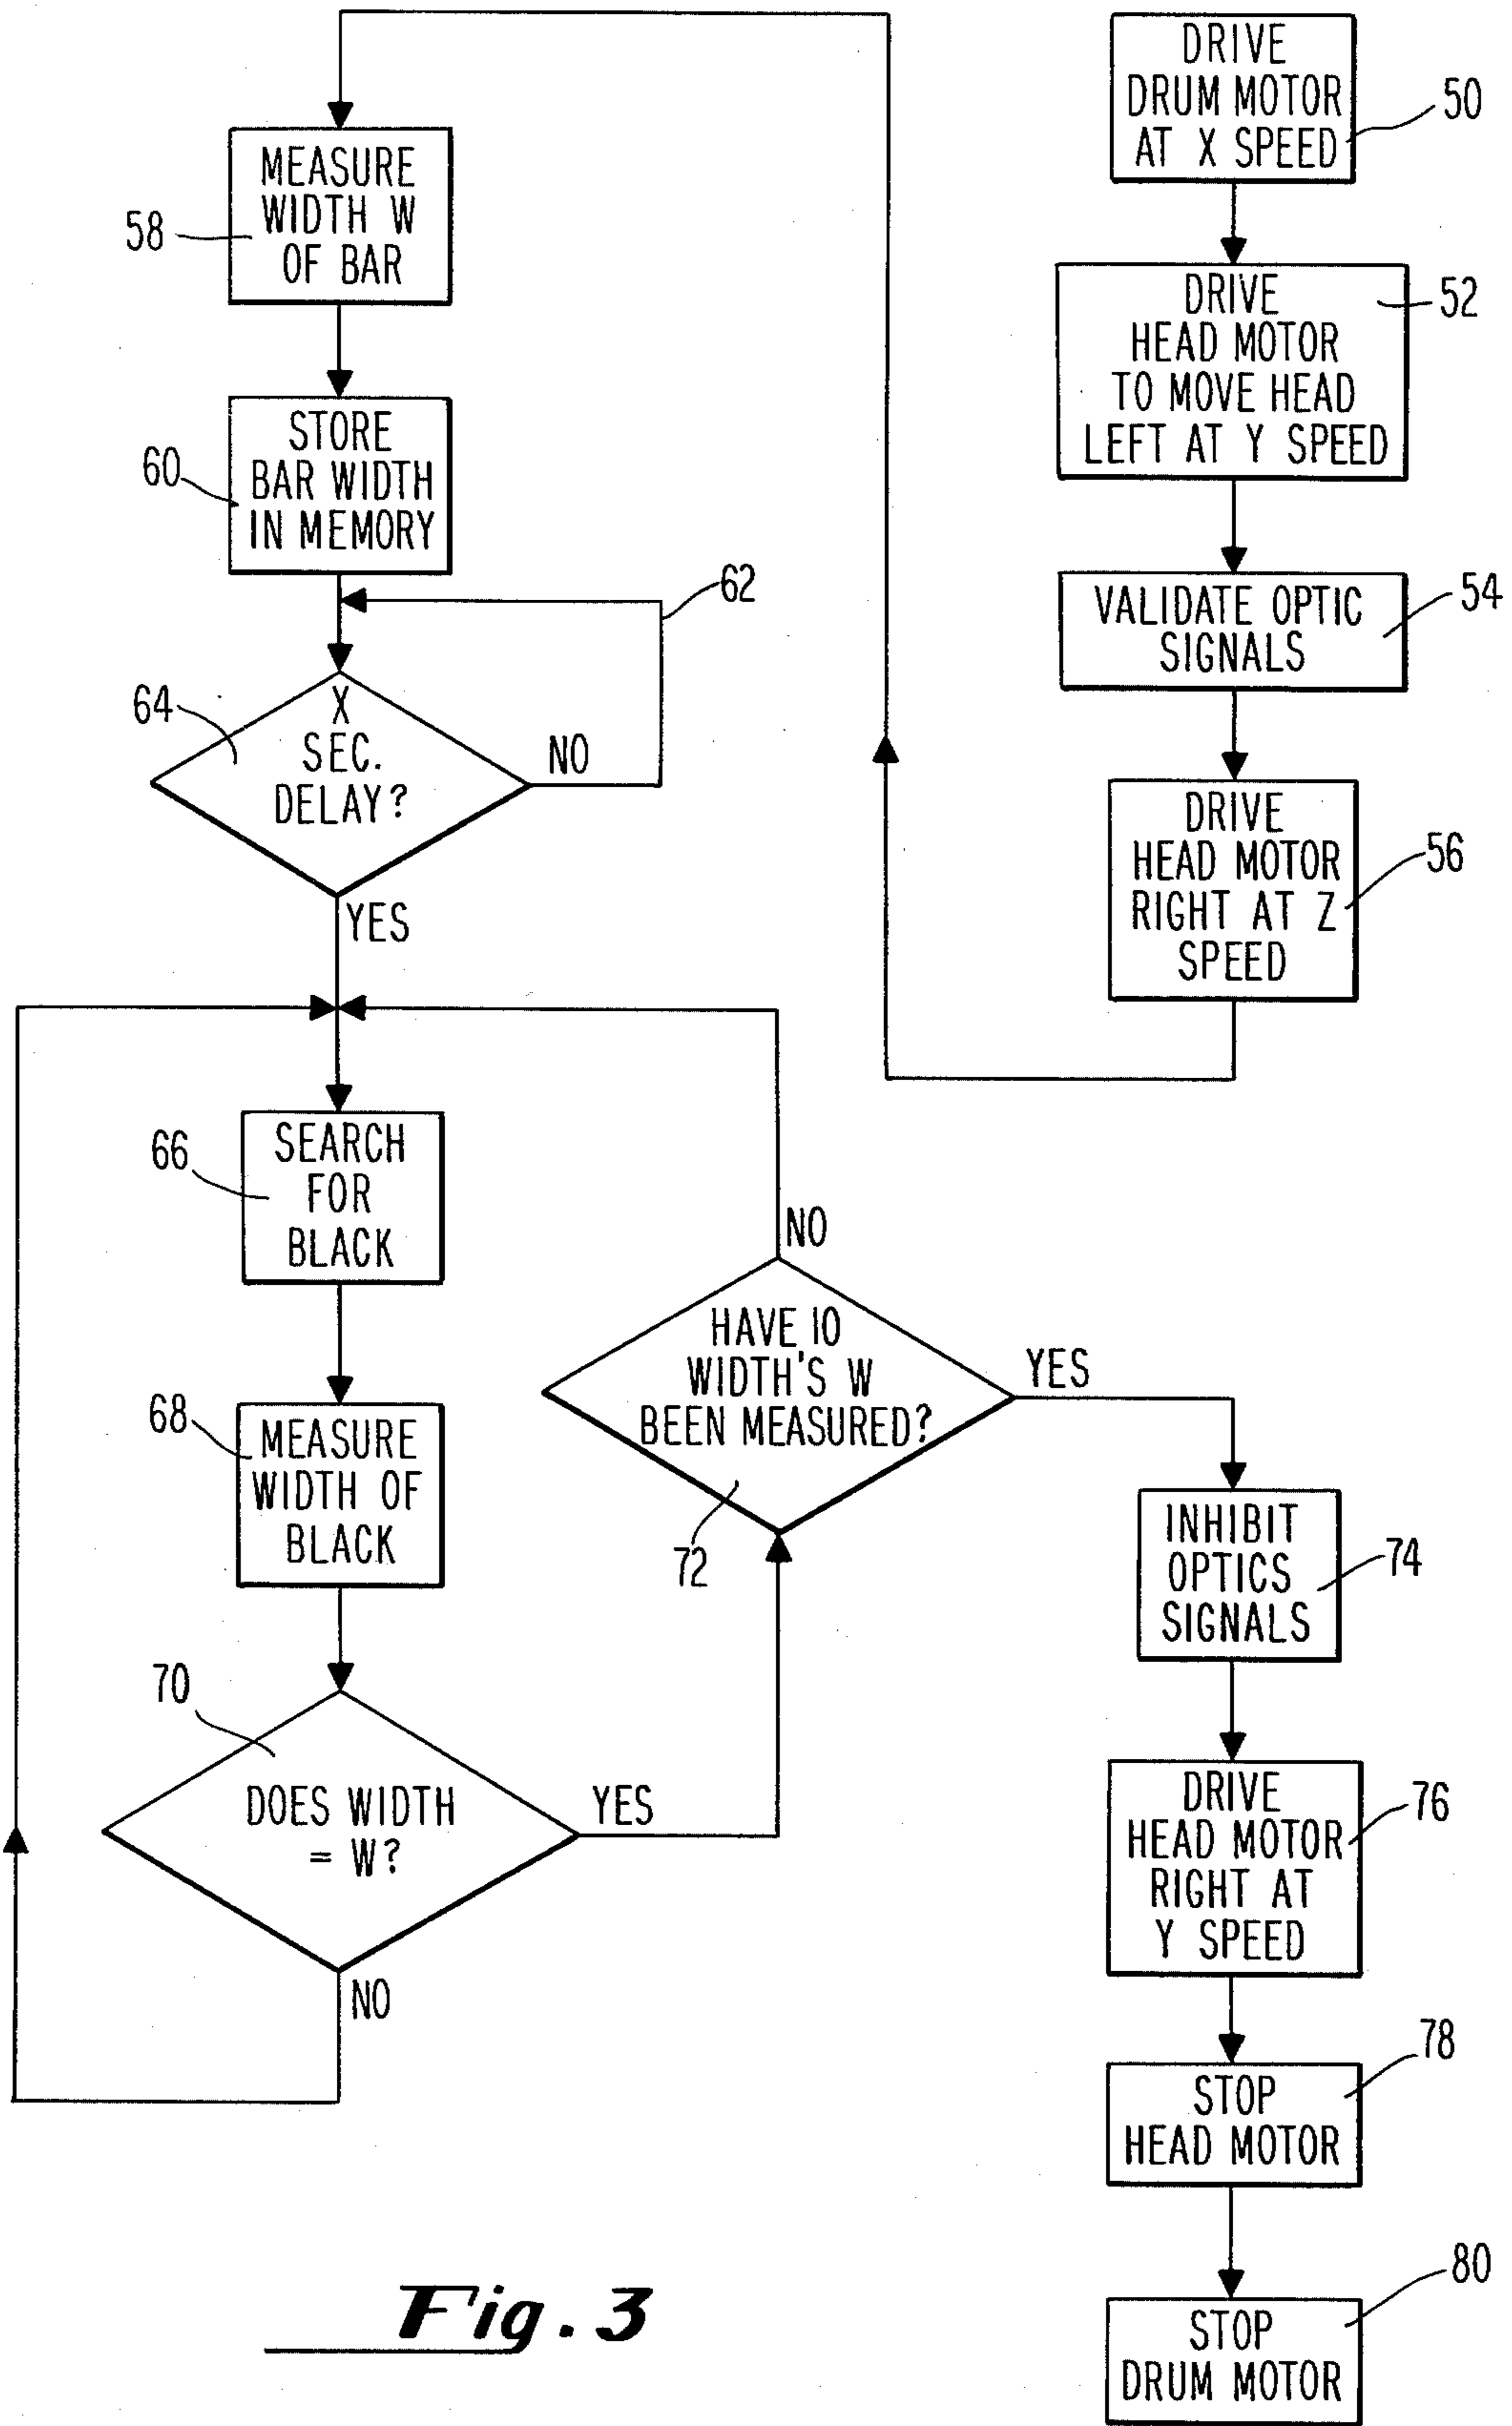 DRIVE
DRUM MOTOR
AT X SPEED
50
DRIVE
HEAD MOTOR
TO MOVE HEAD
LEFT AT Y SPEED
52
VALIDATE OPTIC
SIGNALS
54
DRIVE
HEAD MOTOR
RIGHT AT Z
SPEED
56
MEASURE
WIDTH W
OF BAR
58
STORE
BAR WIDTH
IN MEMORY
60
62
X
SEC.
DELAY?
64
NO
YES
SEARCH
FOR
BLACK
66
MEASURE
WIDTH OF
BLACK
68
DOES WIDTH
= W?
70
YES
NO
HAVE 10
WIDTH'S W
BEEN MEASURED?
72
NO
YES
INHIBIT
OPTICS
SIGNALS
74
DRIVE
HEAD MOTOR
RIGHT AT
Y SPEED
76
STOP
HEAD MOTOR
78
STOP
DRUM MOTOR
80
Fig. 3